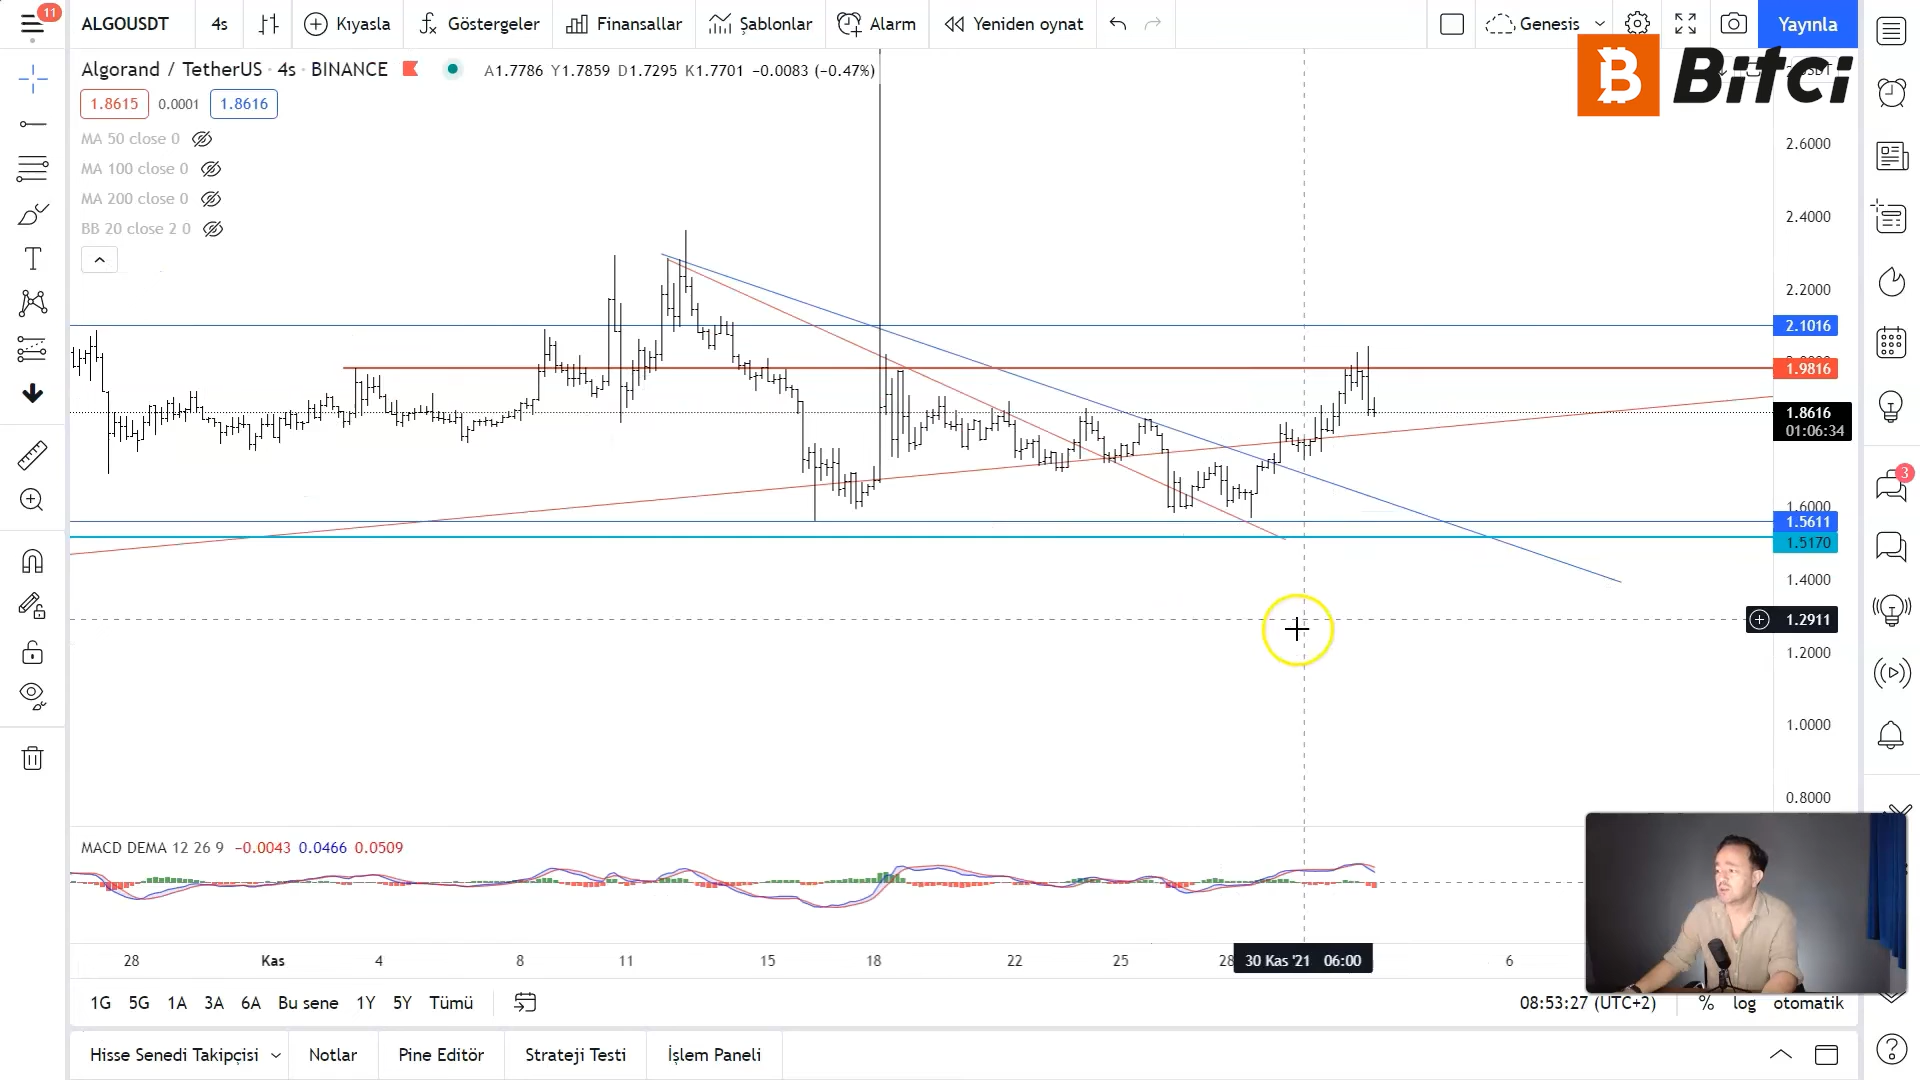 11
ALGOUSDT
4s
Kıyasla
Göstergeler
Finansallar
Şablonlar
Alarm
Yeniden oynat
Genesis
Yayınla
Algorand / TetherUS · 4s · BINANCE
A1.7786 Y1.7859 D1.7295 K1.7701 −0.0083 (−0.47%)
Bitci
1.8615
0.0001
1.8616
MA 50 close 0
MA 100 close 0
MA 200 close 0
BB 20 close 2 0
2.6000
2.4000
2.2000
2.1016
1.9816
1.8616
01:06:34
3
1.6000
1.5611
1.5170
1.4000
1.2911
1.2000
1.0000
0.8000
MACD DEMA 12 26 9 −0.0043 0.0466 0.0509
28
Kas
4
8
11
15
18
22
25
28
30 Kas '21 06:00
6
1G
5G
1A
3A
6A
Bu sene
1Y
5Y
Tümü
08:53:27 (UTC+2)
%
log
otomatik
Hisse Senedi Takipçisi
Notlar
Pine Editör
Strateji Testi
İşlem Paneli